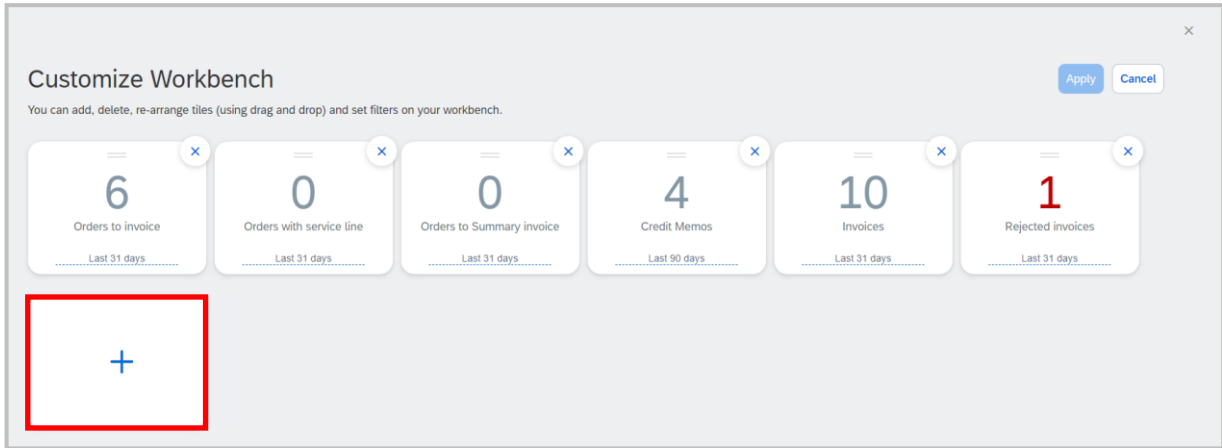 Customize Workbench
Apply
Cancel
You can add, delete, re-arrange tiles (using drag and drop) and set filters on your workbench.
6
Orders to invoice
Last 31 days
0
Orders with service line
Last 31 days
0
Orders to Summary invoice
Last 31 days
4
Credit Memos
Last 90 days
10
Invoices
Last 31 days
1
Rejected invoices
Last 31 days